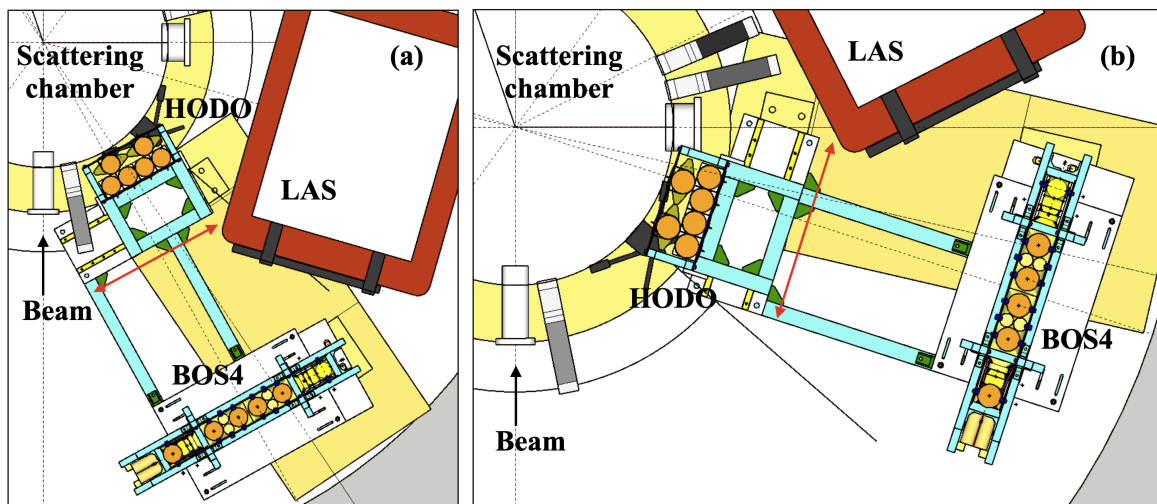 Scattering
chamber
(a)
HODO
LAS
Beam
BOS4
Scattering
chamber
LAS
(b)
HODO
BOS4
Beam